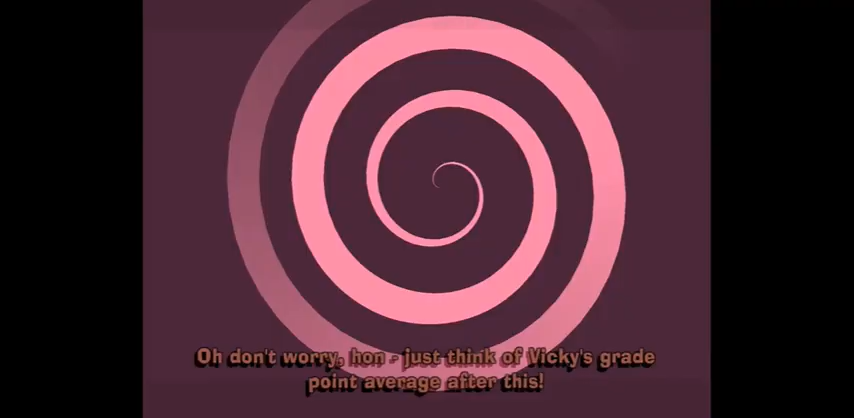 Oh don't worry, hon - just think of Vicky's grade
point average after this!